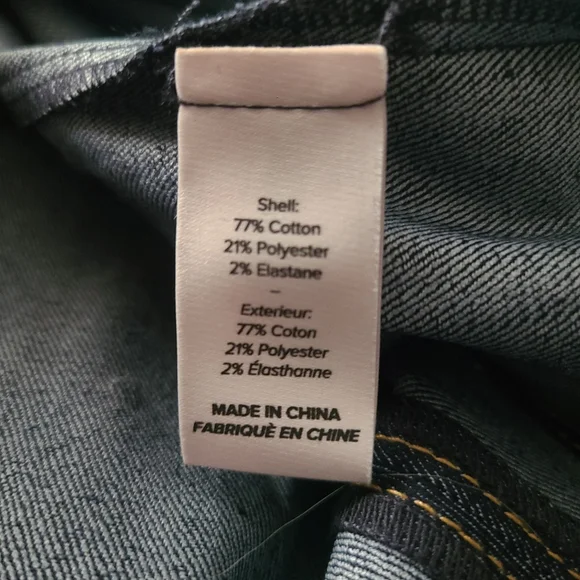 Shell:
77% Cotton
21% Polyester
2% Elastane
–
Exterieur:
77% Coton
21% Polyester
2% Élasthanne
MADE IN CHINA
FABRIQUÈ EN CHINE